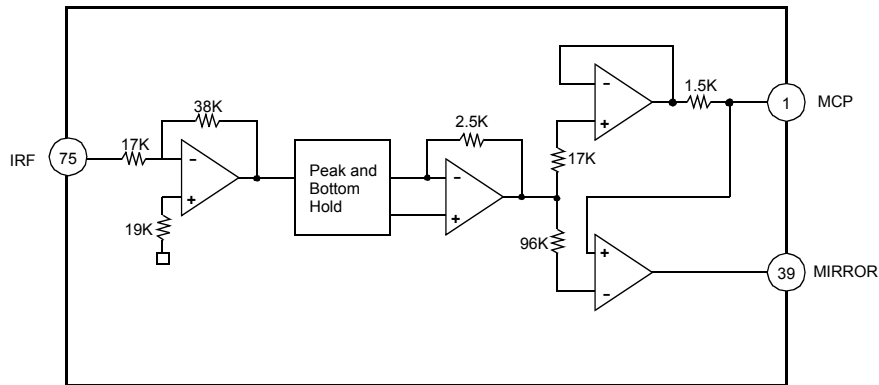 38K
2.5K
1.5K
1
MCP
IRF
75
17K
-
+
19K
Peak and
Bottom
Hold
-
+
-
+
17K
96K
+
-
39
MIRROR